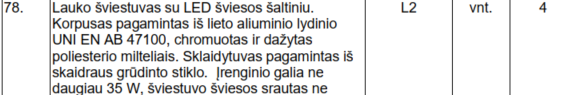 78. Lauko šviestuvas su LED šviesos šaltiniu. L2 vnt. 4
Korpusas pagamintas iš lieto aliuminio lydinio
UNI EN AB 47100, chromuotas ir dažytas
poliesterio milteliais. Sklaidytuvas pagamintas iš
skaidraus grūdinto stiklo. Įrenginio galia ne
daugiau 35 W, šviestuvo šviesos srautas ne